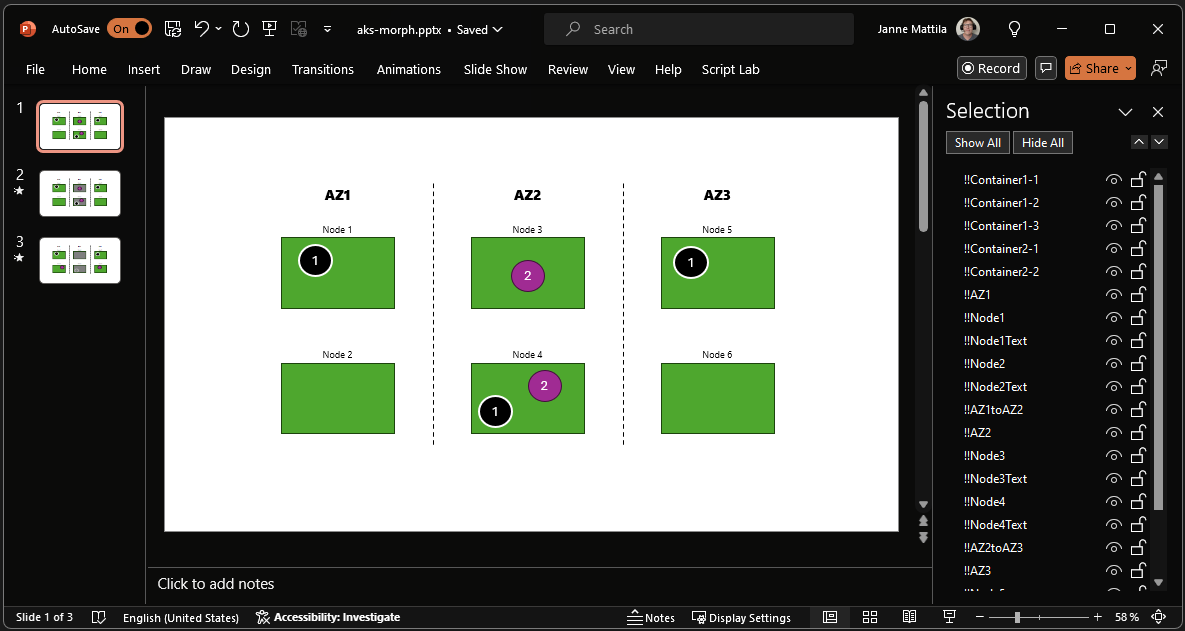 AutoSave On aks-morph.pptx • Saved Search Janne Mattila
File Home Insert Draw Design Transitions Animations Slide Show Review View Help Script Lab Record Share
1
2
3
AZ1 AZ2 AZ3
Node 1 Node 3 Node 5
1 2 1
Node 2 Node 4 Node 6
2
1
Click to add notes
Selection
Show All Hide All
!!Container1-1
!!Container1-2
!!Container1-3
!!Container2-1
!!Container2-2
!!AZ1
!!Node1
!!Node1Text
!!Node2
!!Node2Text
!!AZ1toAZ2
!!AZ2
!!Node3
!!Node3Text
!!Node4
!!Node4Text
!!AZ2toAZ3
!!AZ3
Slide 1 of 3 English (United States) Accessibility: Investigate Notes Display Settings 58 %